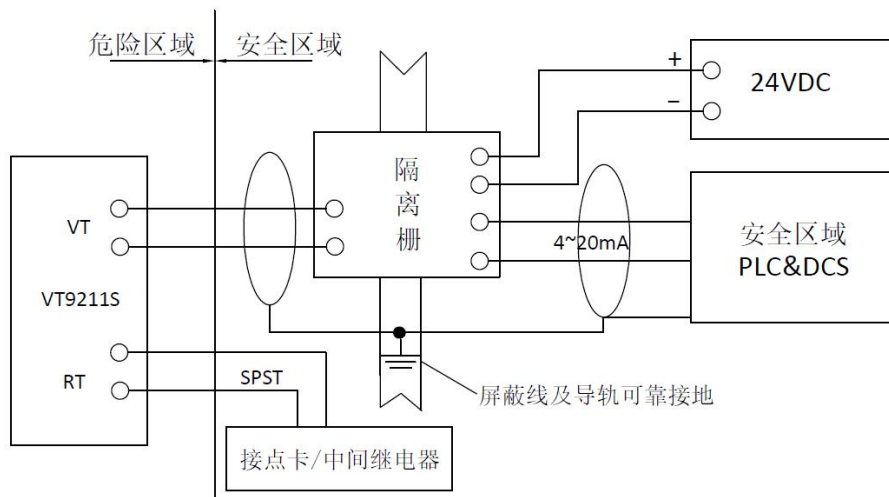 危险区域
安全区域
+
24VDC
−
隔离栅
VT
4~20mA
安全区域
PLC&DCS
VT9211S
RT
SPST
屏蔽线及导轨可靠接地
接点卡/中间继电器